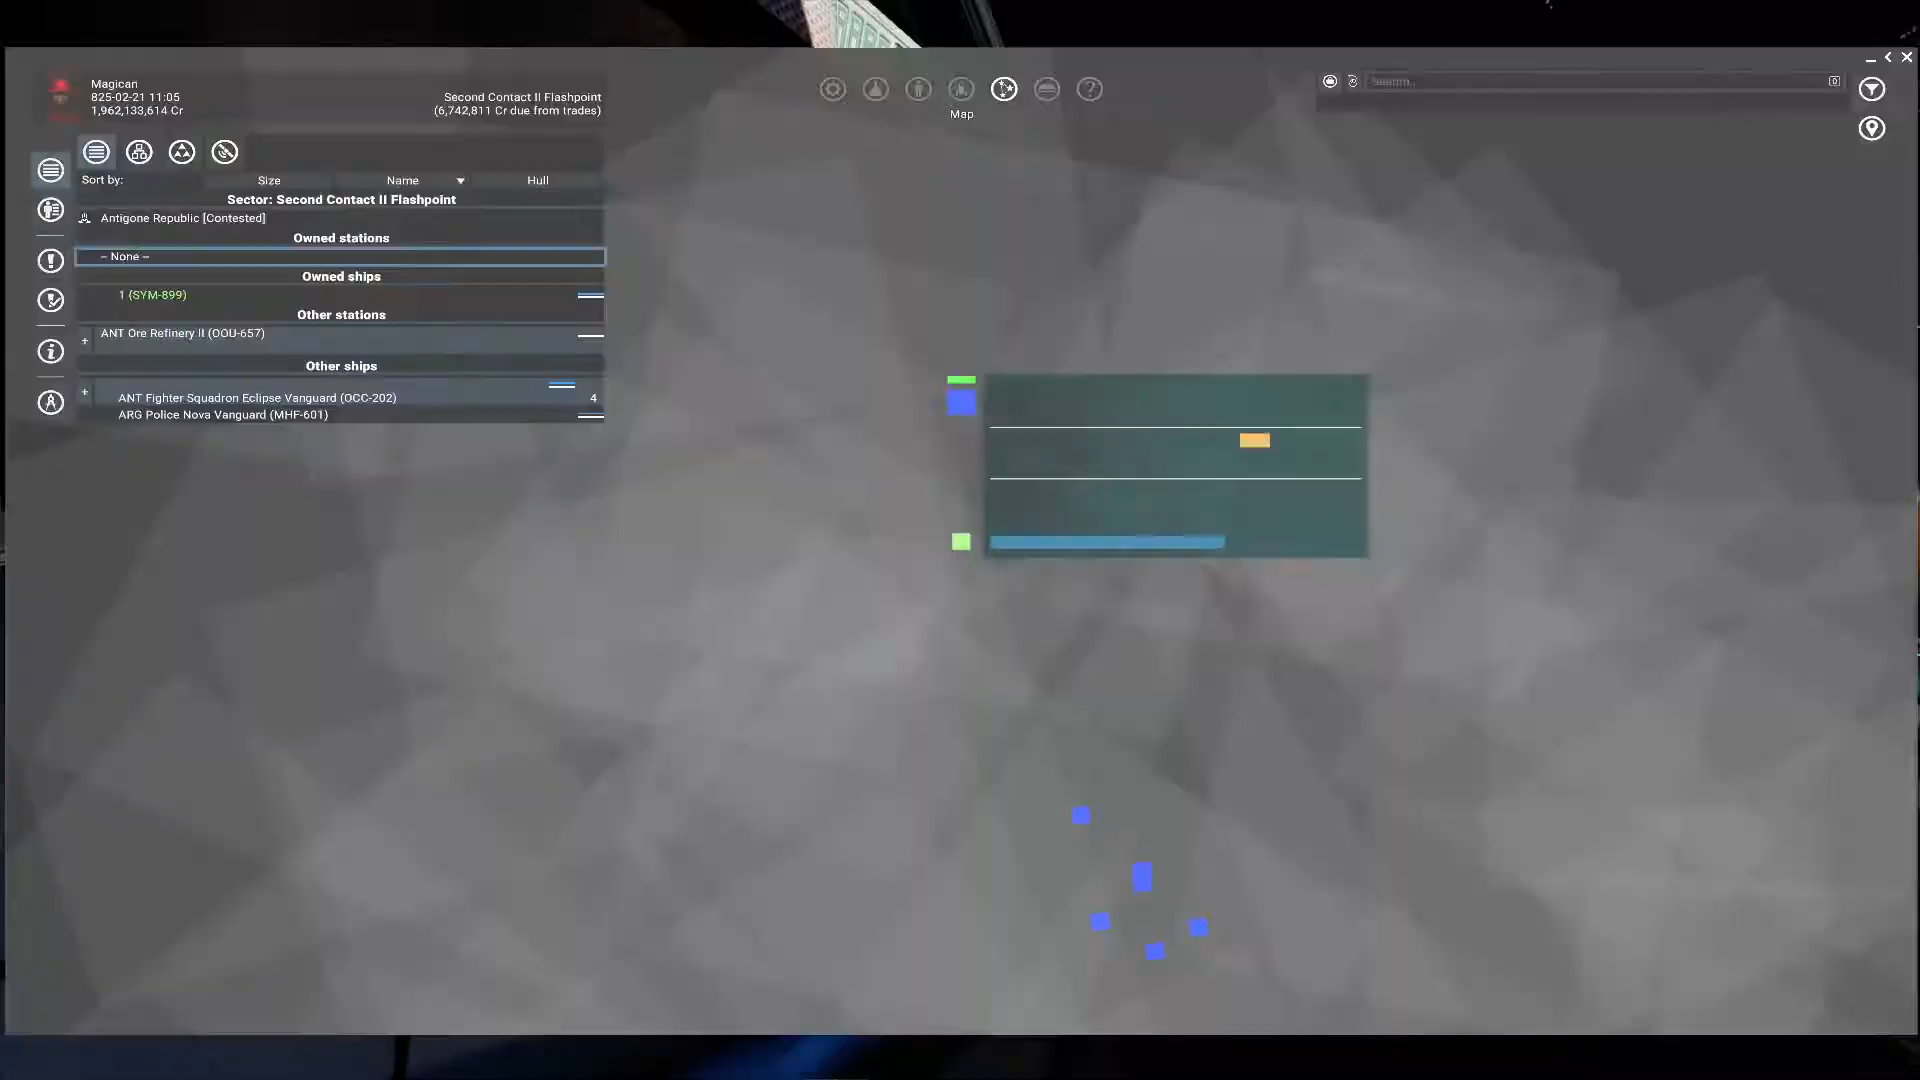 Magican
825-02-21 11:05
1,962,133,614 Cr
Second Contact II Flashpoint
(6,742,811 Cr due from trades)
Map
Search...
Sort by:
Size
Name
Hull
Sector: Second Contact II Flashpoint
Antigone Republic [Contested]
Owned stations
– None –
Owned ships
1 (SYM-899)
Other stations
+
ANT Ore Refinery II (OOU-657)
Other ships
+
ANT Fighter Squadron Eclipse Vanguard (OCC-202)
4
ARG Police Nova Vanguard (MHF-601)